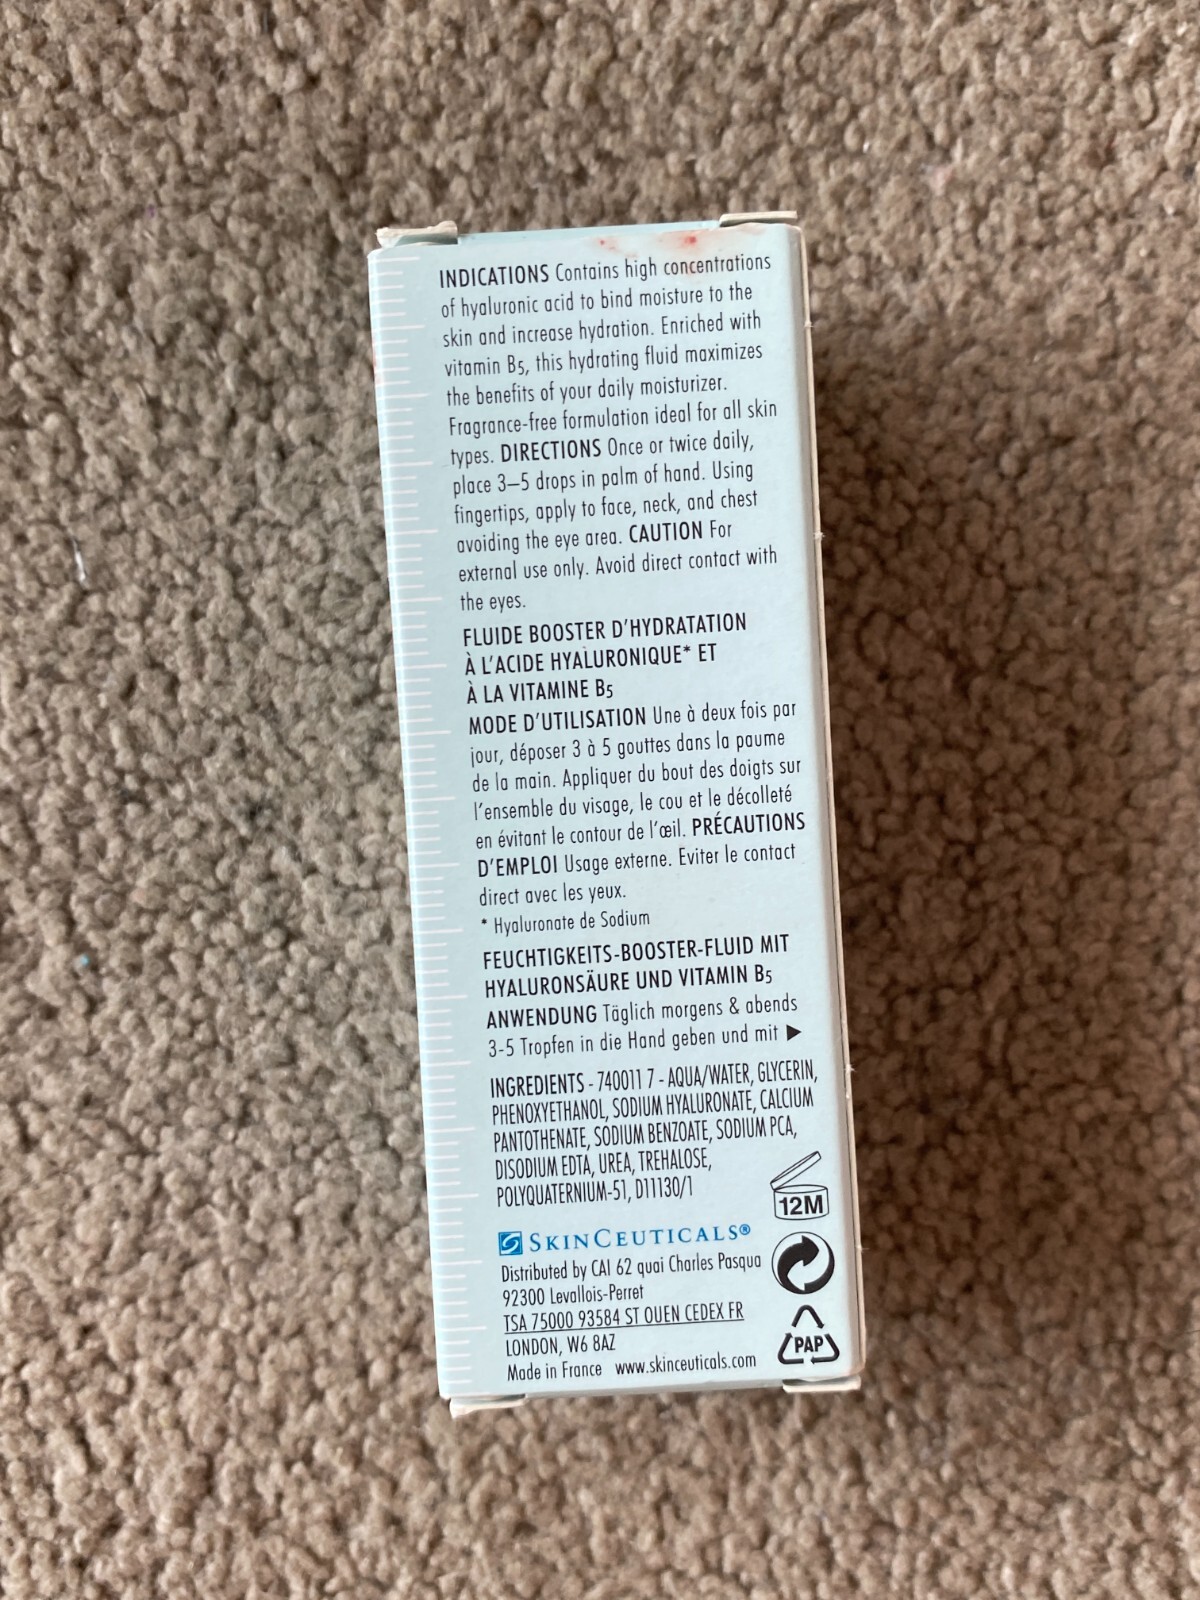 INDICATIONS Contains high concentrations
of hyaluronic acid to bind moisture to the
skin and increase hydration. Enriched with
vitamin B5, this hydrating fluid maximizes
the benefits of your daily moisturizer.
Fragrance-free formulation ideal for all skin
types. DIRECTIONS Once or twice daily,
place 3–5 drops in palm of hand. Using
fingertips, apply to face, neck, and chest
avoiding the eye area. CAUTION For
external use only. Avoid direct contact with
the eyes.
FLUIDE BOOSTER D'HYDRATATION
À L'ACIDE HYALURONIQUE* ET
À LA VITAMINE B5
MODE D'UTILISATION Une à deux fois par
jour, déposer 3 à 5 gouttes dans la paume
de la main. Appliquer du bout des doigts sur
l'ensemble du visage, le cou et le décolleté
en évitant le contour de l'œil. PRÉCAUTIONS
D'EMPLOI Usage externe. Eviter le contact
direct avec les yeux.
* Hyaluronate de Sodium
FEUCHTIGKEITS-BOOSTER-FLUID MIT
HYALURONSÄURE UND VITAMIN B5
ANWENDUNG Täglich morgens & abends
3-5 Tropfen in die Hand geben und mit ▶
INGREDIENTS - 740011 7 - AQUA/WATER, GLYCERIN,
PHENOXYETHANOL, SODIUM HYALURONATE, CALCIUM
PANTOTHENATE, SODIUM BENZOATE, SODIUM PCA,
DISODIUM EDTA, UREA, TREHALOSE,
POLYQUATERNIUM-51, D11130/1
12M
SKINCEUTICALS®
Distributed by CAI 62 quai Charles Pasqua
92300 Levallois-Perret
TSA 75000 93584 ST OUEN CEDEX FR
LONDON, W6 8AZ
Made in France www.skinceuticals.com
PAP